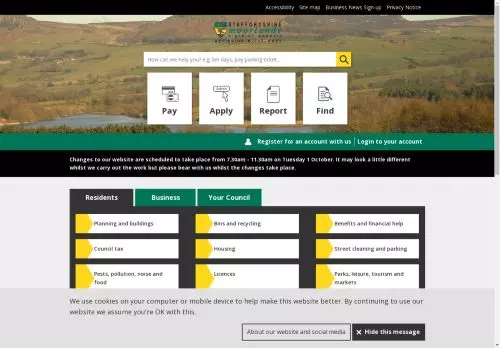 Accessibility Site map Business News Sign-up Privacy Notice
STAFFORDSHIRE
moorlands
DISTRICT COUNCIL
How can we help you? e.g. bin days, pay parking ticket..
Pay Apply Report Find
Register for an account with us Login to your account
Changes to our website are scheduled to take place from 7.30am - 11.30am on Tuesday 1 October. It may look a little different
whilst we carry out the work but please bear with us whilst the changes take place.
Residents Business Your Council
Planning and buildings Bins and recycling Benefits and financial help
Council tax Housing Street cleaning and parking
Pests, pollution, noise and Licences Parks, leisure, tourism and
food markets
We use cookies on your computer or mobile device to help make this website better. By continuing to use our
website we assume you're OK with this.
About our website and social media Hide this message